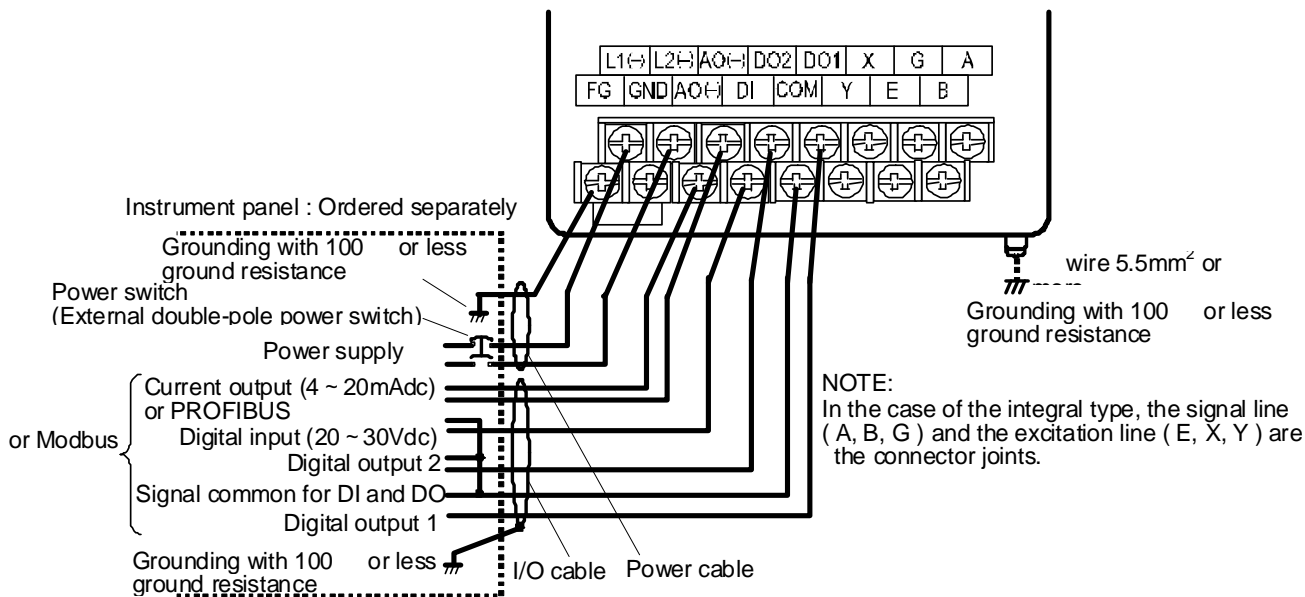 L1(-) L2(-) AO(-) DO2 DO1 X G A
FG GND AO(-) DI COM Y E B
Instrument panel : Ordered separately
Grounding with 100 or less
ground resistance
Power switch
(External double-pole power switch)
Power supply
Current output (4 ~ 20mAdc)
or PROFIBUS
or Modbus
Digital input (20 ~ 30Vdc)
Digital output 2
Signal common for DI and DO
Digital output 1
Grounding with 100 or less
ground resistance
I/O cable
Power cable
wire 5.5mm² or
Grounding with 100 or less
ground resistance
NOTE:
In the case of the integral type, the signal line
( A, B, G ) and the excitation line ( E, X, Y ) are
the connector joints.